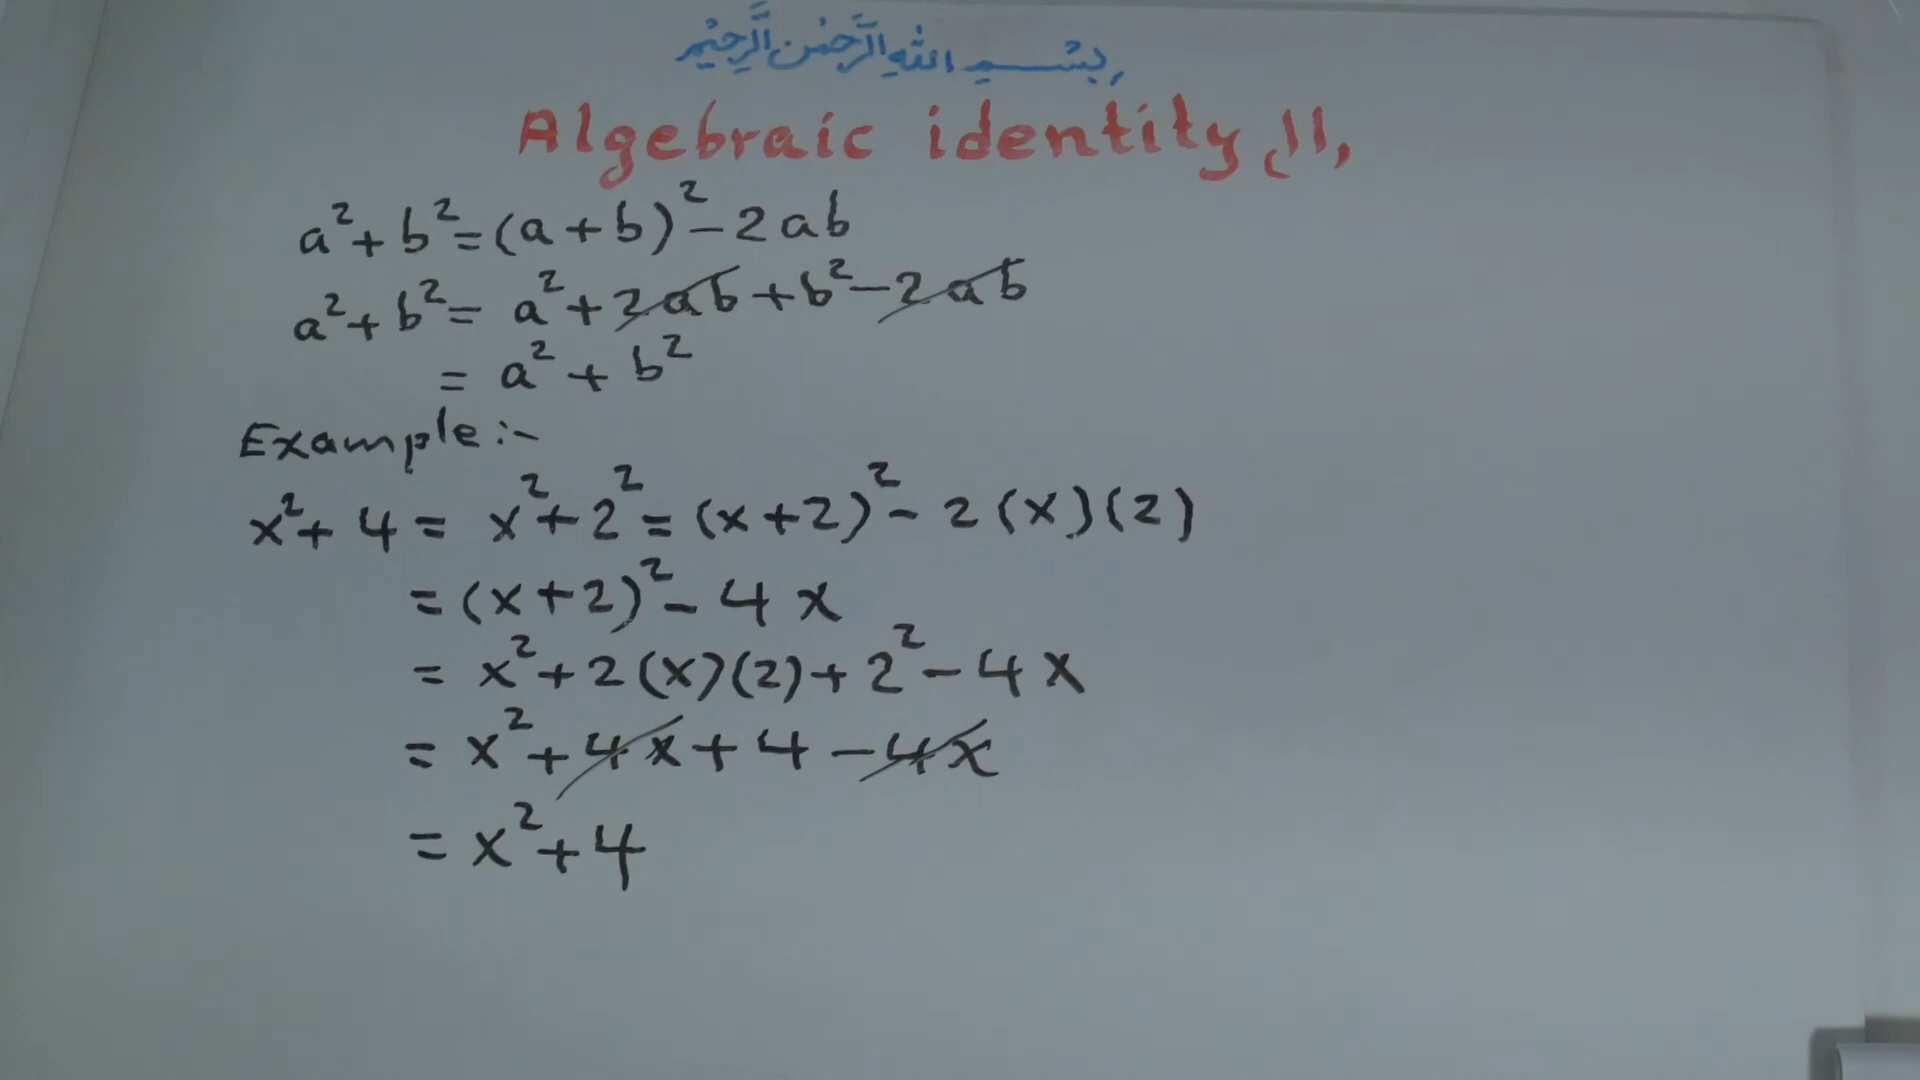 بِسْمِ اللهِ الرَّحْمٰنِ الرَّحِيْمِ
Algebraic identity
a²+b²=(a+b)²-2ab
a²+b²= a²+2ab+b²-2ab
= a²+b²
Example:-
x²+4= x²+2²=(x+2)²-2(x)(2)
=(x+2)²-4x
= x²+2(x)(2)+2²-4x
= x²+4x+4-4x
= x²+4